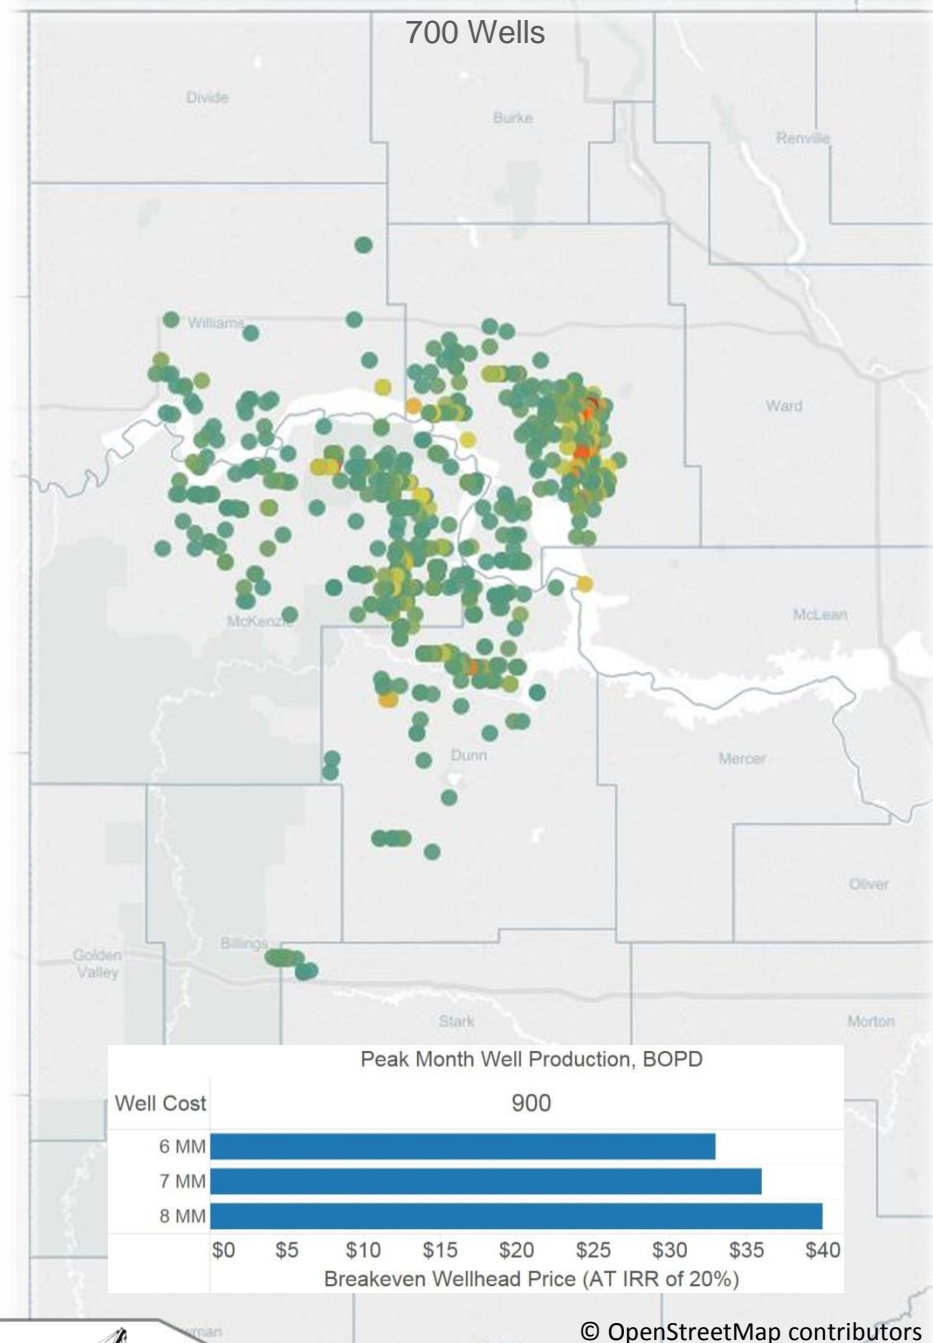 700 Wells
Divide
Burke
Renville
Williams
Ward
McKenzie
McLean
Dunn
Mercer
Oliver
Billings
Golden
Valley
Stark
Morton
Peak Month Well Production, BOPD
Well Cost 900
6 MM
7 MM
8 MM
$0 $5 $10 $15 $20 $25 $30 $35 $40
Breakeven Wellhead Price (AT IRR of 20%)
© OpenStreetMap contributors